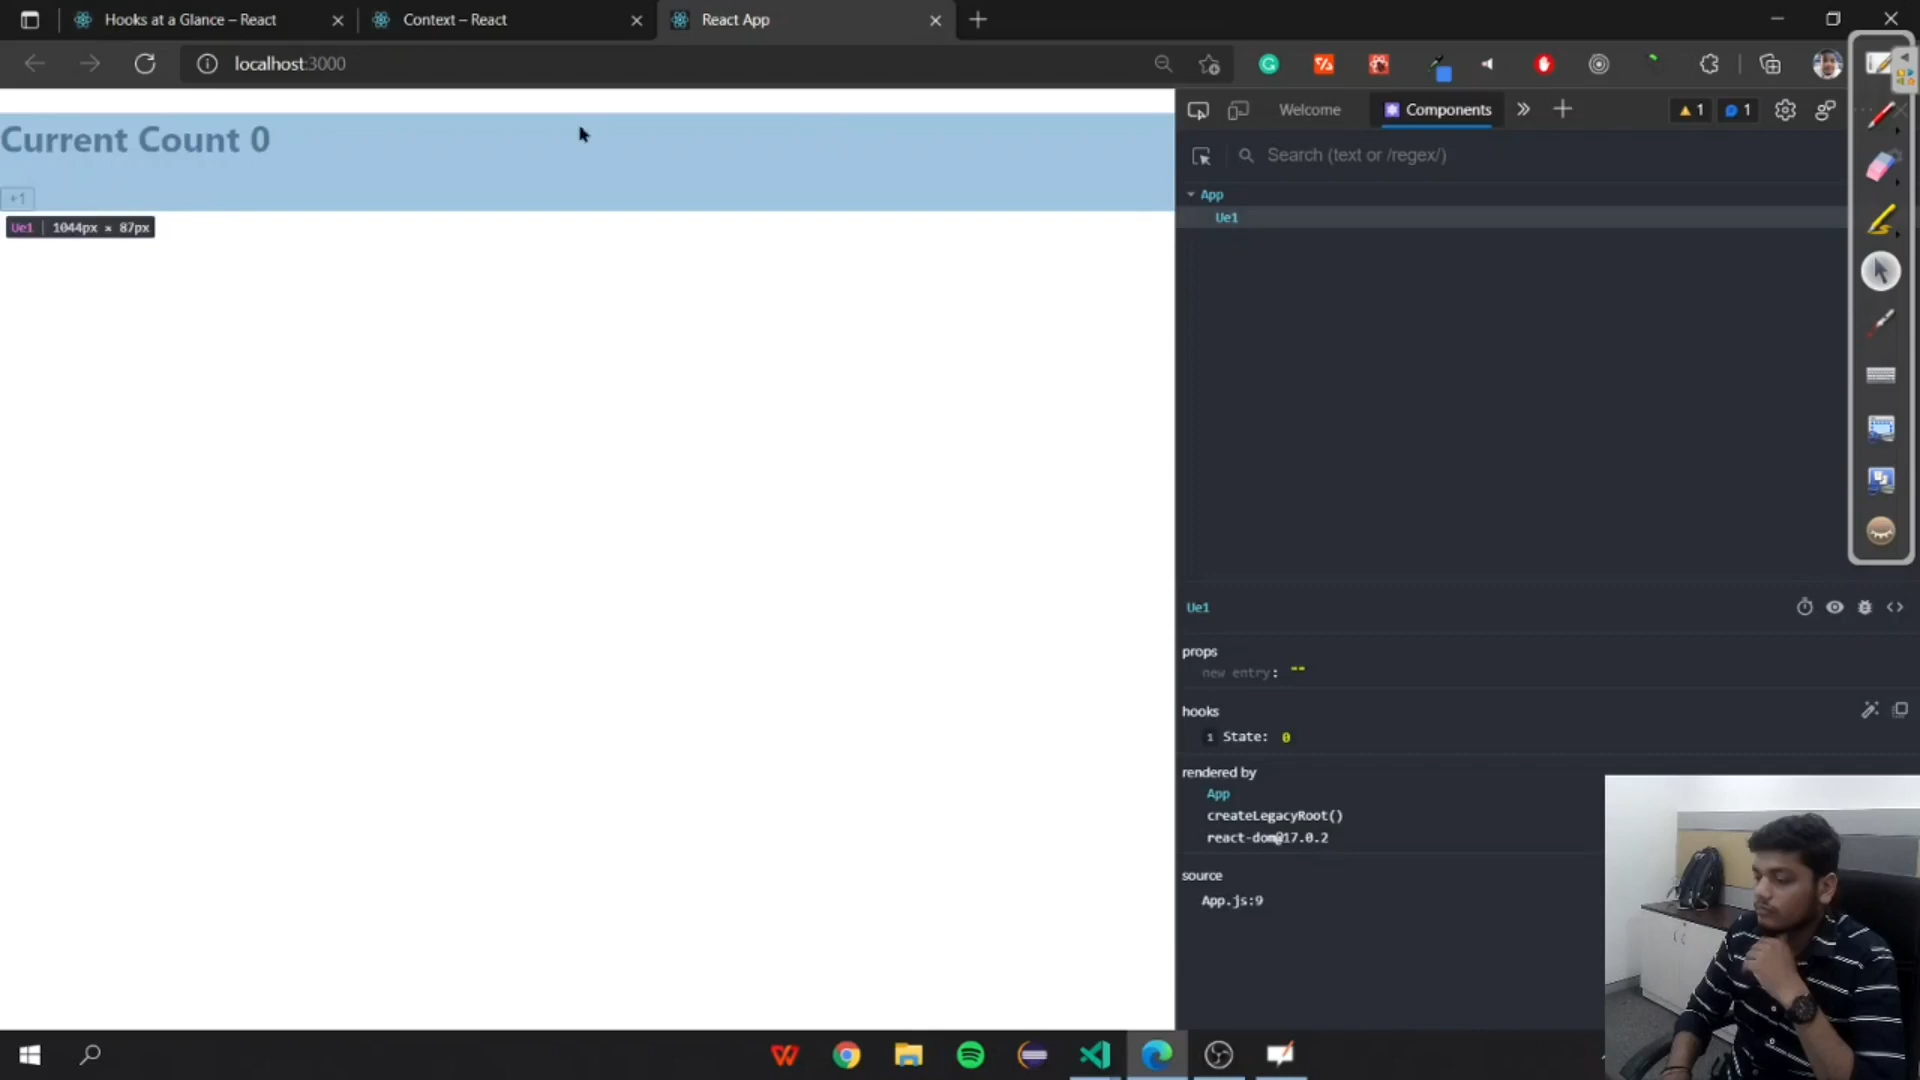 Hooks at a Glance – React
Context – React
React App
localhost:3000
Welcome
Components
1
1
Search (text or /regex/)
Current Count 0
+1
Ue1 | 1044px × 87px
App
Ue1
Ue1
props
new entry: ""
hooks
1 State: 0
rendered by
App
createLegacyRoot()
react-dom@17.0.2
source
App.js:9